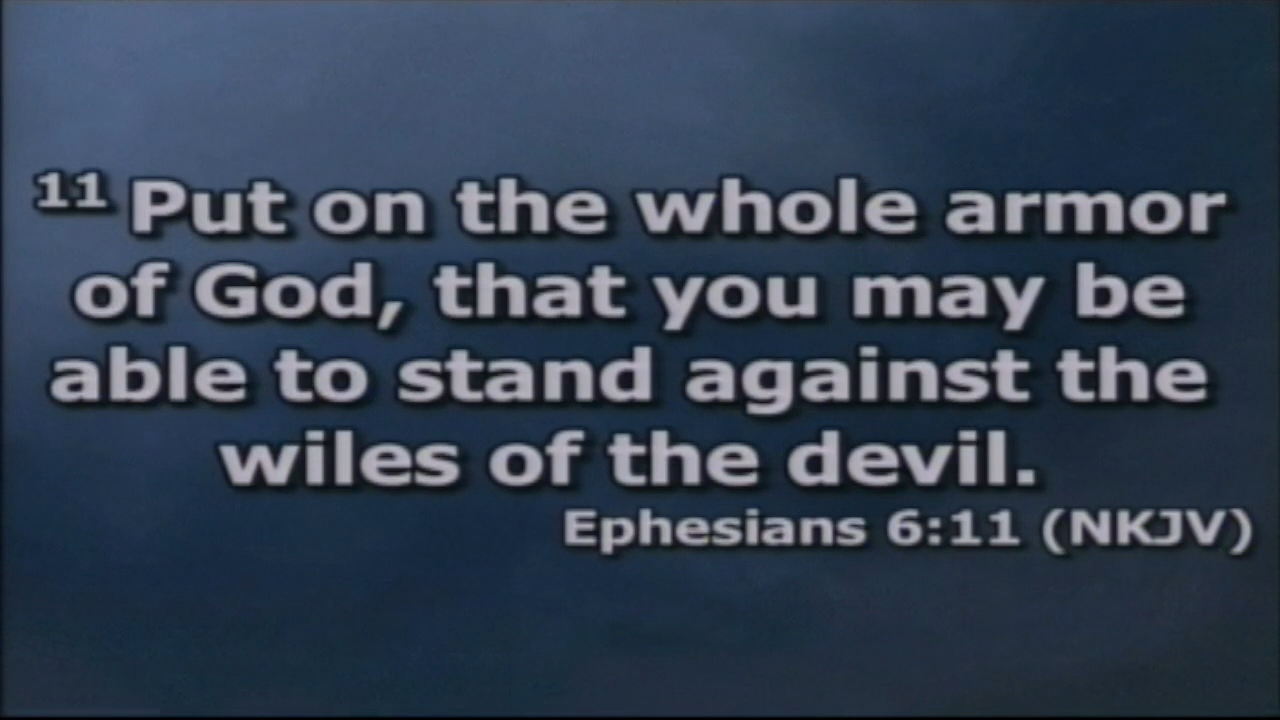 11 Put on the whole armor
of God, that you may be
able to stand against the
wiles of the devil.
Ephesians 6:11 (NKJV)